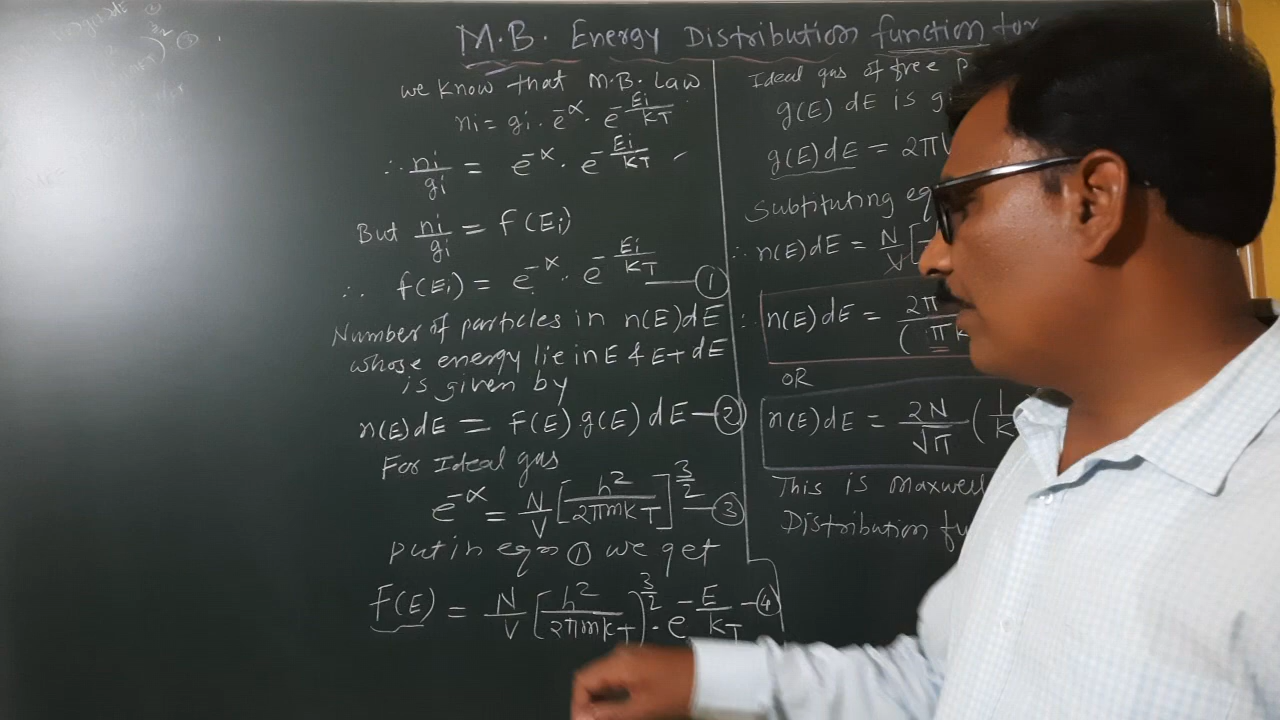 M.B. Energy Distribution function for
we know that M.B. Law
ni = gi . e^-α . e^-Ei/KT
∴ ni/gi = e^-α . e^-Ei/KT
But ni/gi = f(Ei)
∴ f(Ei) = e^-α . e^-Ei/KT — ①
Number of particles in n(E)dE
whose energy lie in E & E+dE
is given by
n(E)dE = F(E).g(E) dE — ②
For Ideal gas
e^-α = N/V [h²/2πmkT]^3/2 — ③
put in eqn ① we get
F(E) = N/V [h²/2πmkT)^3/2 . e^-E/KT — ④
Ideal gas of free
g(E) dE is
g(E)dE = 2π
Substituting
∴ n(E)dE = N/V [
∴ n(E)dE = 2π/(πk
OR
n(E)dE = 2N/√π (1/K
This is Maxwell
Distribution